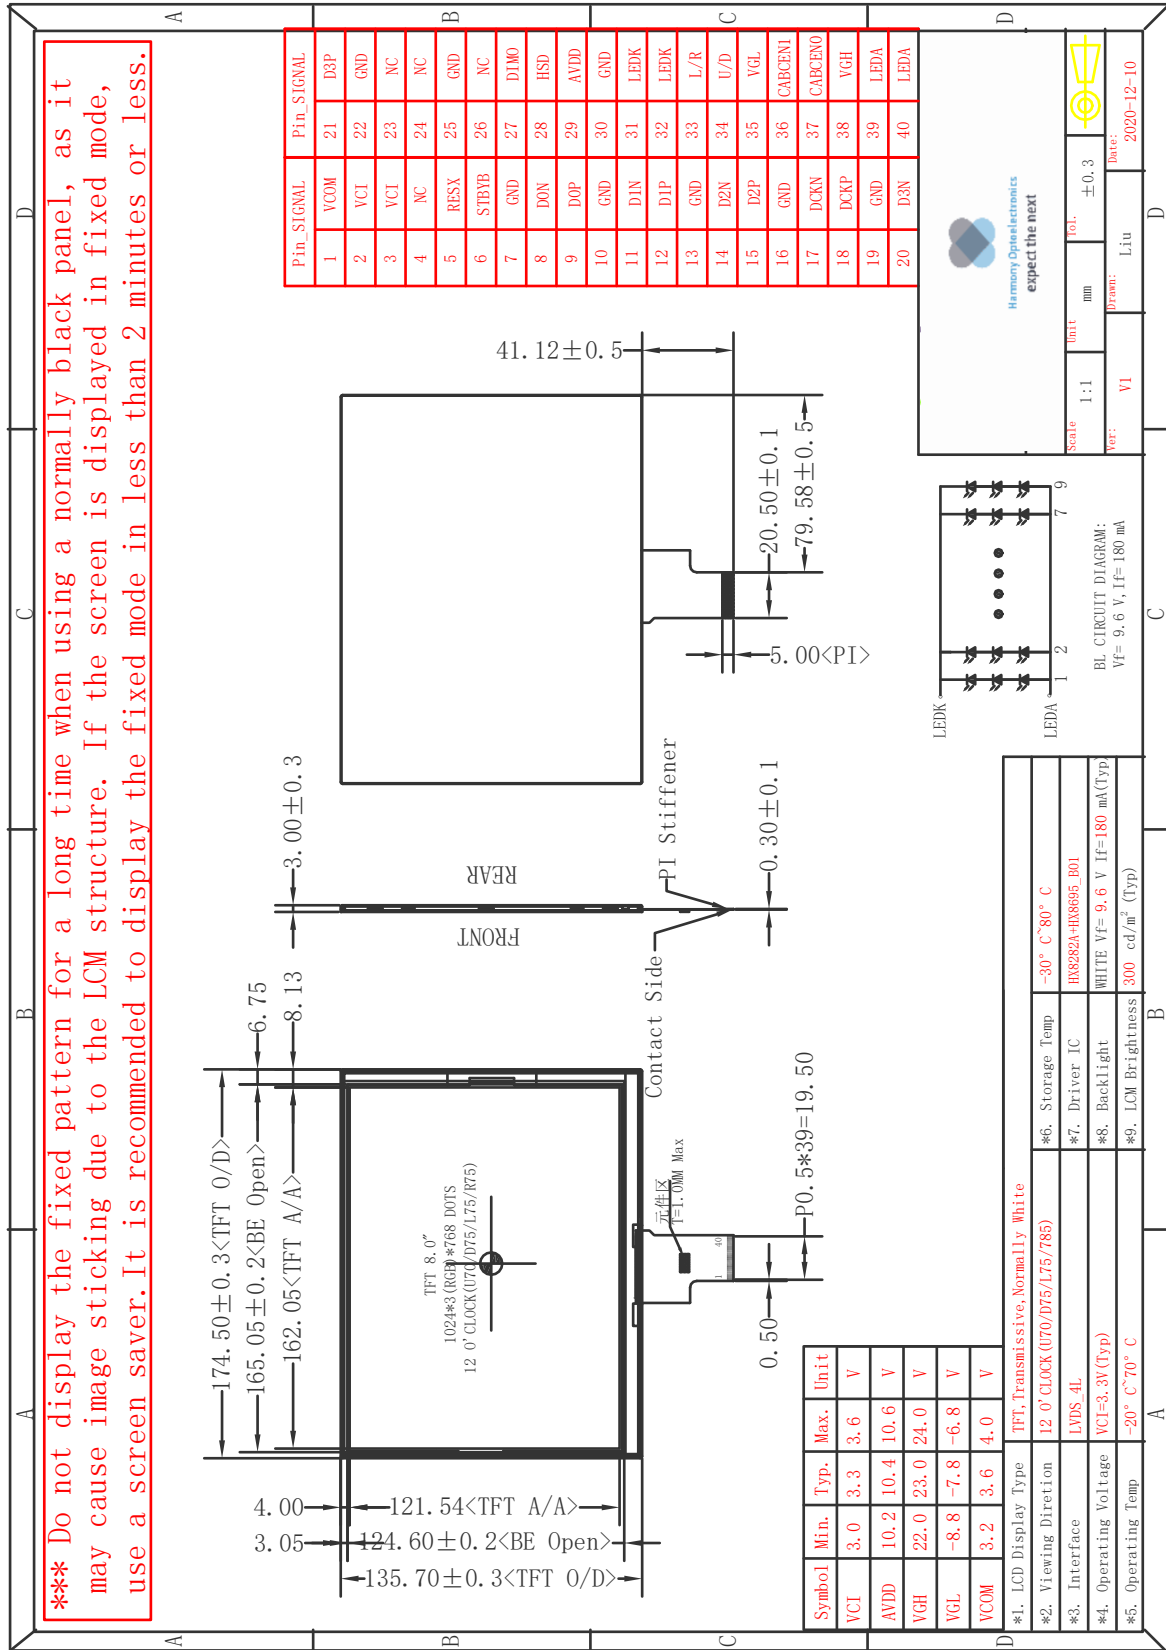 *** Do not display the fixed pattern for a long time when using a normally black panel, as it
may cause image sticking due to the LCM structure. If the screen is displayed in fixed mode,
use a screen saver.It is recommended to display the fixed mode in less than 2 minutes or less.
A
B
C
D
A
B
C
D
A
B
C
D
A
B
C
D
174.50±0.3<TFT O/D>
165.05±0.2<BE Open>
162.05<TFT A/A>
6.75
8.13
4.00
3.05
121.54<TFT A/A>
124.60±0.2<BE Open>
135.70±0.3<TFT O/D>
TFT 8.0"
1024*3(RGB)*768 DOTS
12 O'CLOCK(U70/D75/L75/R75)
元件区
T=1.0MM Max
1
40
0.50
P0.5*39=19.50
3.00±0.3
FRONT
REAR
Contact Side
PI Stiffener
0.30±0.1
41.12±0.5
20.50±0.1
79.58±0.5
5.00<PI>
Pin_SIGNAL Pin_SIGNAL
1 VCOM 21 D3P
2 VCI 22 GND
3 VCI 23 NC
4 NC 24 NC
5 RESX 25 GND
6 STBYB 26 NC
7 GND 27 DIMO
8 D0N 28 HSD
9 D0P 29 AVDD
10 GND 30 GND
11 D1N 31 LEDK
12 D1P 32 LEDK
13 GND 33 L/R
14 D2N 34 U/D
15 D2P 35 VGL
16 GND 36 CABCEN1
17 DCKN 37 CABCEN0
18 DCKP 38 VGH
19 GND 39 LEDA
20 D3N 40 LEDA
Symbol Min. Typ. Max. Unit
VCI 3.0 3.3 3.6 V
AVDD 10.2 10.4 10.6 V
VGH 22.0 23.0 24.0 V
VGL -8.8 -7.8 -6.8 V
VCOM 3.2 3.6 4.0 V
*1. LCD Display Type TFT,Transmissive,Normally White
*2. Viewing Diretion 12 O'CLOCK(U70/D75/L75/785)
*3. Interface LVDS_4L
*4. Operating Voltage VCI=3.3V(Typ)
*5. Operating Temp -20° C~70° C
*6. Storage Temp -30° C~80° C
*7. Driver IC HX8282A+HX8695_B01
*8. Backlight WHITE Vf= 9.6 V If=180 mA(Typ)
*9. LCM Brightness 300 cd/m² (Typ)
LEDK
LEDA
1 2 7 9
BL CIRCUIT DIAGRAM:
Vf= 9.6 V, If= 180 mA
Harmony Optoelectronics
expect the next
Scale 1:1 Unit mm Tol. ±0.3
Ver: V1 Drawn: Liu Date: 2020-12-10